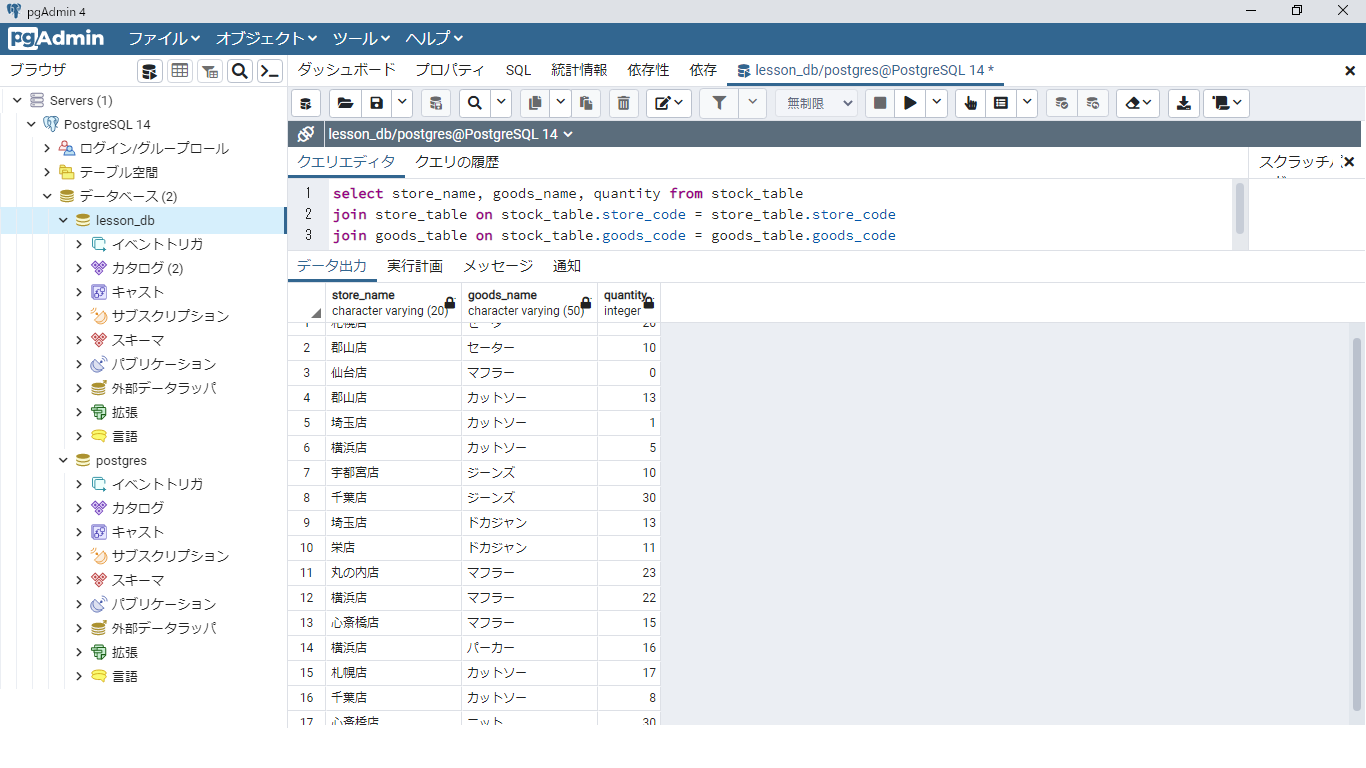 pgAdmin 4
pgAdmin ファイル オブジェクト ツール ヘルプ
ブラウザ
ダッシュボード プロパティ SQL 統計情報 依存性 依存 lesson_db/postgres@PostgreSQL 14 *
Servers (1)
PostgreSQL 14
ログイン/グループロール
テーブル空間
データベース (2)
lesson_db
イベントトリガ
カタログ (2)
キャスト
サブスクリプション
スキーマ
パブリケーション
外部データラッパ
拡張
言語
postgres
イベントトリガ
カタログ
キャスト
サブスクリプション
スキーマ
パブリケーション
外部データラッパ
拡張
言語
無制限
lesson_db/postgres@PostgreSQL 14
クエリエディタ クエリの履歴
スクラッチパ
1 select store_name, goods_name, quantity from stock_table
2 join store_table on stock_table.store_code = store_table.store_code
3 join goods_table on stock_table.goods_code = goods_table.goods_code
データ出力 実行計画 メッセージ 通知
store_name goods_name quantity
character varying (20) character varying (50) integer
1 札幌店 セーター 20
2 郡山店 セーター 10
3 仙台店 マフラー 0
4 郡山店 カットソー 13
5 埼玉店 カットソー 1
6 横浜店 カットソー 5
7 宇都宮店 ジーンズ 10
8 千葉店 ジーンズ 30
9 埼玉店 ドカジャン 13
10 栄店 ドカジャン 11
11 丸の内店 マフラー 23
12 横浜店 マフラー 22
13 心斎橋店 マフラー 15
14 横浜店 パーカー 16
15 札幌店 カットソー 17
16 千葉店 カットソー 8
17 心斎橋店 ニット 30